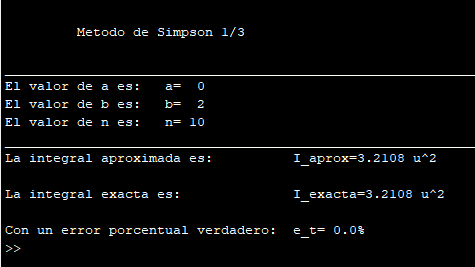 Metodo de Simpson 1/3
El valor de a es: a= 0
El valor de b es: b= 2
El valor de n es: n= 10
La integral aproximada es: I_aprox=3.2108 u^2
La integral exacta es: I_exacta=3.2108 u^2
Con un error porcentual verdadero: e_t= 0.0%
>>